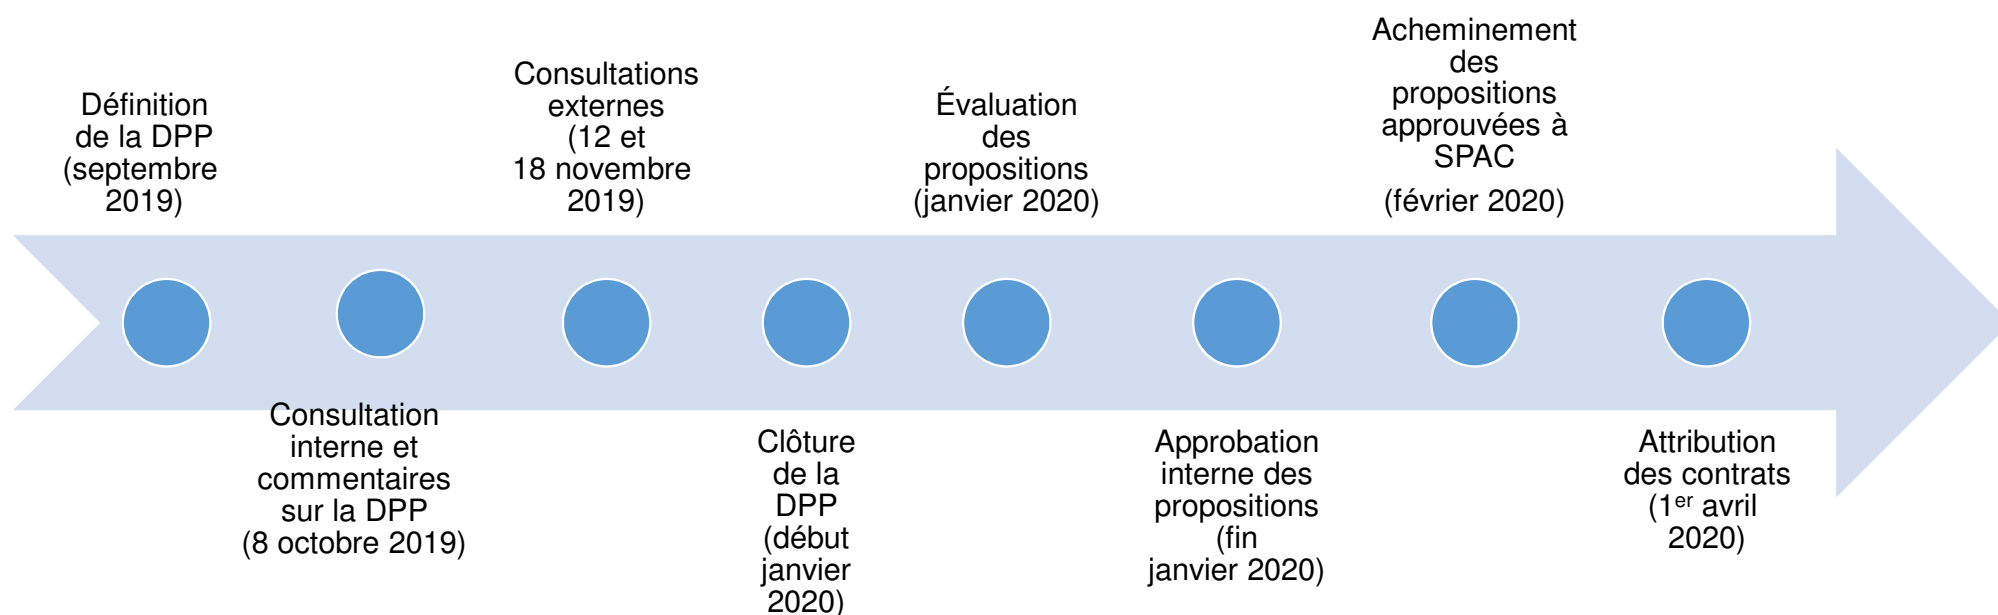 Définition
de la DPP
(septembre
2019)
Consultation
interne et
commentaires
sur la DPP
(8 octobre 2019)
Consultations
externes
(12 et
18 novembre
2019)
Clôture
de la
DPP
(début
janvier
2020)
Évaluation
des
propositions
(janvier 2020)
Approbation
interne des
propositions
(fin
janvier 2020)
Acheminement
des
propositions
approuvées à
SPAC
(février 2020)
Attribution
des contrats
(1er avril
2020)